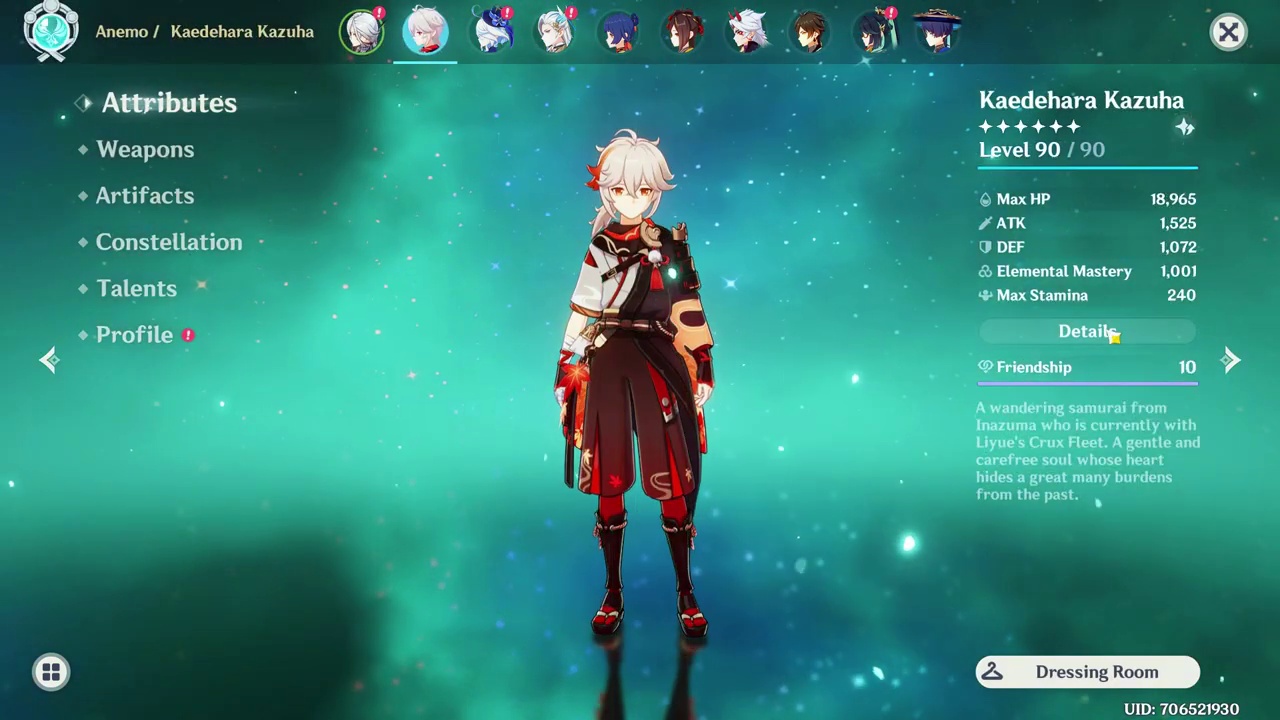 Anemo / Kaedehara Kazuha
Attributes
Weapons
Artifacts
Constellation
Talents
Profile
Kaedehara Kazuha
Level 90 / 90
Max HP 18,965
ATK 1,525
DEF 1,072
Elemental Mastery 1,001
Max Stamina 240
Details
Friendship 10
A wandering samurai from
Inazuma who is currently with
Liyue's Crux Fleet. A gentle and
carefree soul whose heart
hides a great many burdens
from the past.
Dressing Room
UID: 706521930